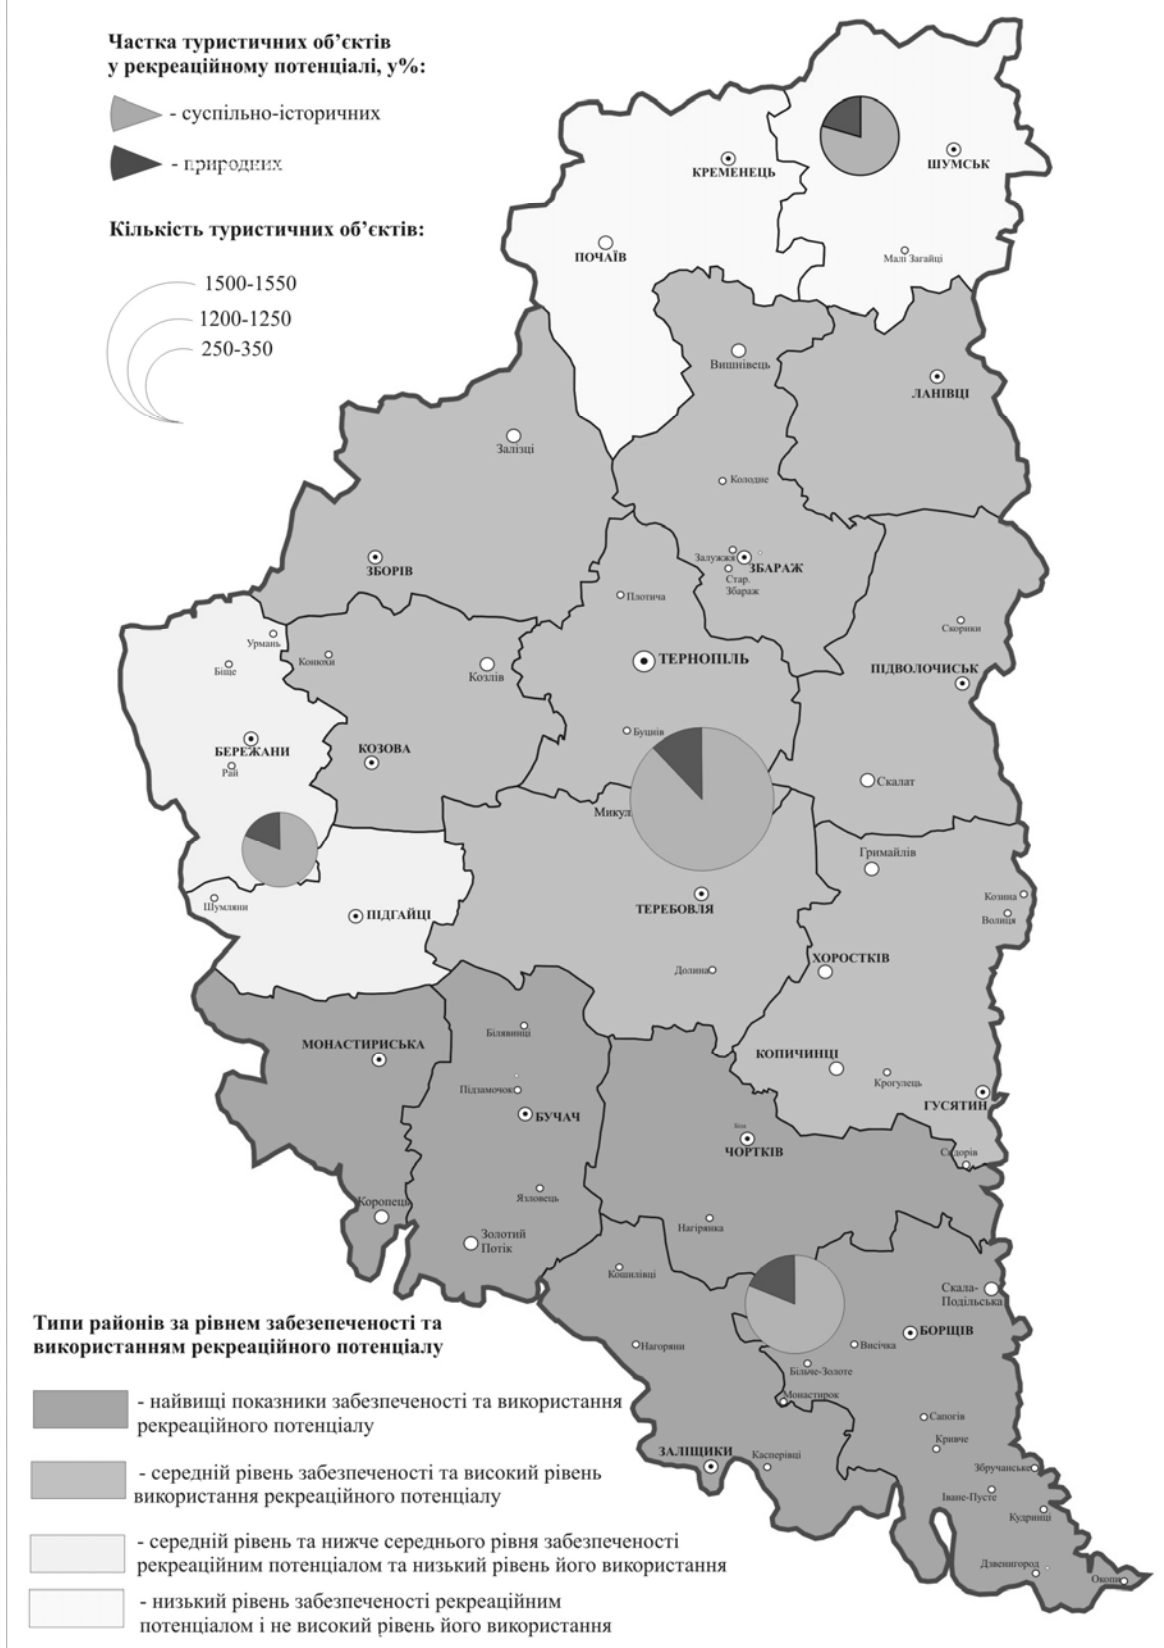 Частка туристичних об’єктів
у рекреаційному потенціалі, у%:
- суспільно-історичних
- природних
Кількість туристичних об’єктів:
1500-1550
1200-1250
250-350
КРЕМЕНЕЦЬ
ШУМСЬК
ПОЧАЇВ
Малі Загайці
Вишнівець
ЛАНІВЦІ
Залізці
Колодне
ЗБОРІВ
Залужжя
ЗБАРАЖ
Стар.
Збараж
Плотича
Скорики
Урмань
Біще
Конюхи
Козлів
ТЕРНОПІЛЬ
ПІДВОЛОЧИСЬК
Буцнів
БЕРЕЖАНИ
Рай
КОЗОВА
Скалат
Микул
Гримайлів
Шумляни
ПІДГАЙЦІ
ТЕРЕБОВЛЯ
Козина
Волиця
ХОРОСТКІВ
Долина
Білявинці
МОНАСТИРИСЬКА
КОПИЧИНЦІ
Крогулець
Підзамочок
БУЧАЧ
ГУСЯТИН
ЧОРТКІВ
Сидорів
Язловець
Коропець
Золотий
Потік
Нагірянка
Кошилівці
Скала-
Подільська
БОРЩІВ
Нагоряни
Висічка
Більче-Золоте
Монастирок
Сапогів
Кривче
ЗАЛІЩИКИ
Касперівці
Збручанське
Іване-Пусте
Кудринці
Дзвенигород
Окопи
Типи районів за рівнем забезепеченості та
використанням рекреаційного потенціалу
- найвищі показники забезпеченості та використання
рекреаційного потенціалу
- середній рівень забезпеченості та високий рівень
використання рекреаційного потенціалу
- середній рівень та нижче середнього рівня забезпеченості
рекреаційним потенціалом та низький рівень його використання
- низький рівень забезпеченості рекреаційним
потенціалом і не високий рівень його використання